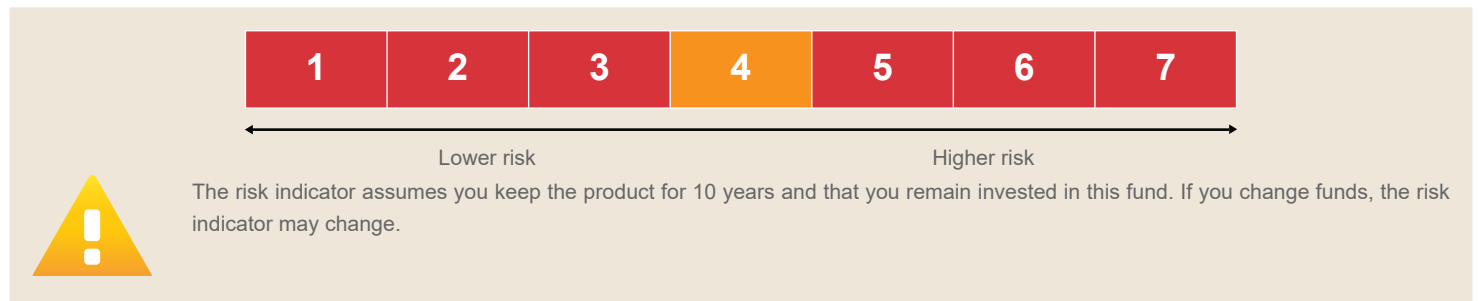 1 2 3 4 5 6 7
Lower risk Higher risk
The risk indicator assumes you keep the product for 10 years and that you remain invested in this fund. If you change funds, the risk
indicator may change.